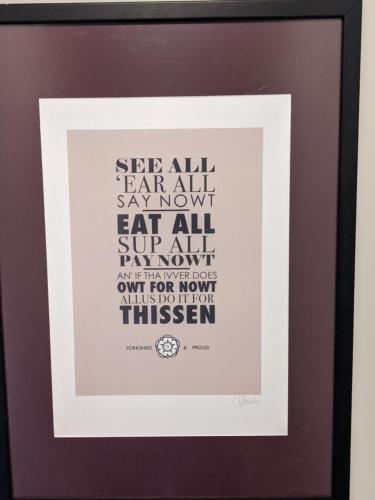 SEE ALL
'EAR ALL
SAY NOWT
EAT ALL
SUP ALL
PAY NOWT
AN' IF THA IVVER DOES
OWT FOR NOWT
ALLUS DO IT FOR
THISSEN
YORKSHIRE & PROUD